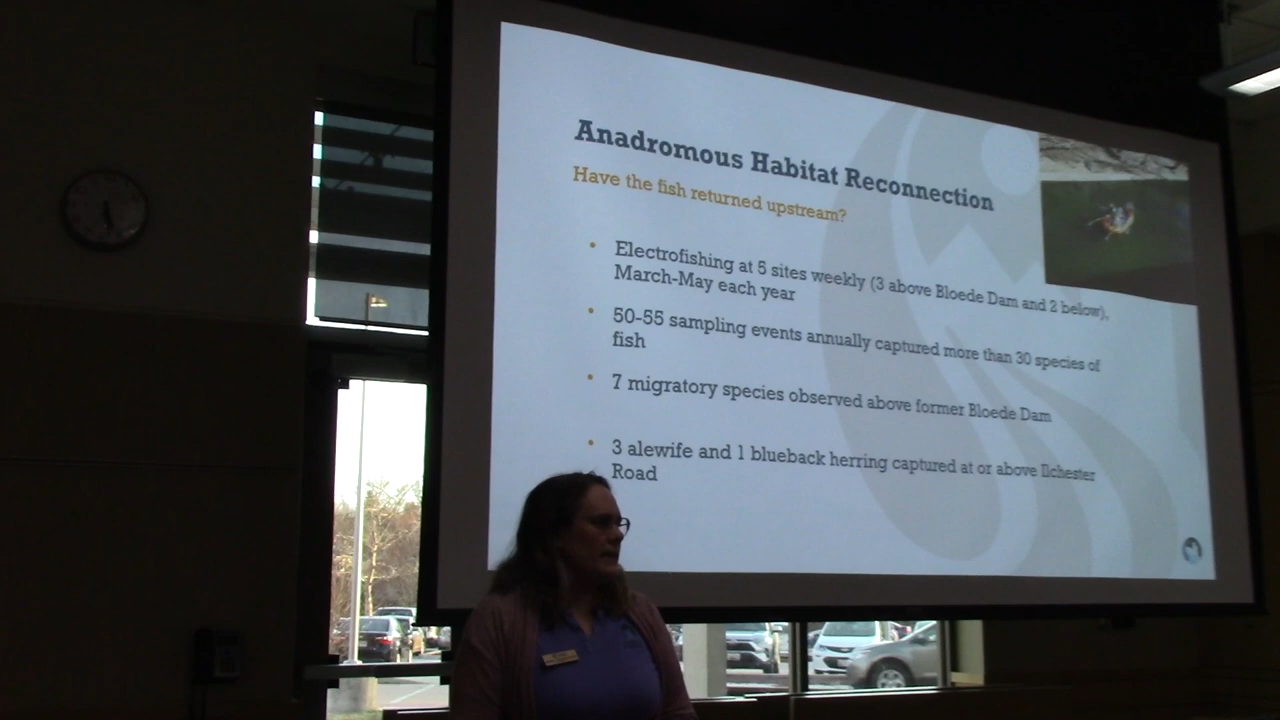 Anadromous Habitat Reconnection
Have the fish returned upstream?
• Electrofishing at 5 sites weekly (3 above Bloede Dam and 2 bellow),
March-May each year
• 50-55 sampling events annually captured more than 30 species of
fish
• 7 migratory species observed above former Bloede Dam
• 3 alewife and 1 blueback herring captured at or above Ilchester
Road